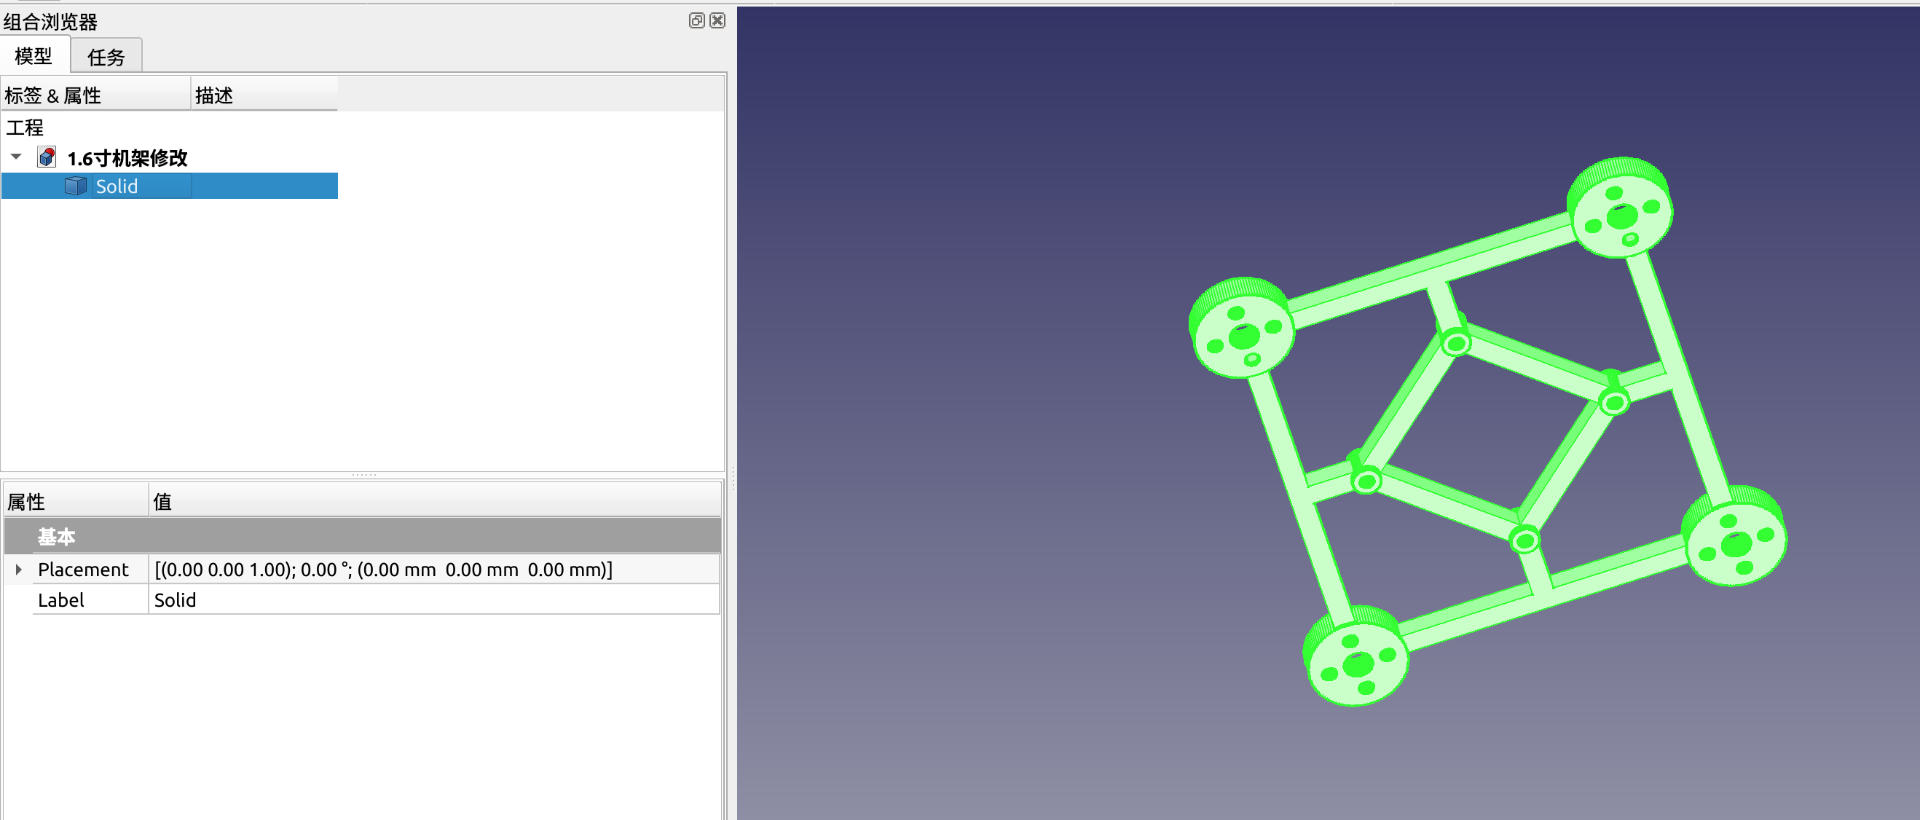 组合浏览器
模型 任务
标签 & 属性 描述
工程
1.6寸机架修改
Solid
属性 值
基本
Placement [(0.00 0.00 1.00); 0.00 °; (0.00 mm 0.00 mm 0.00 mm)]
Label Solid